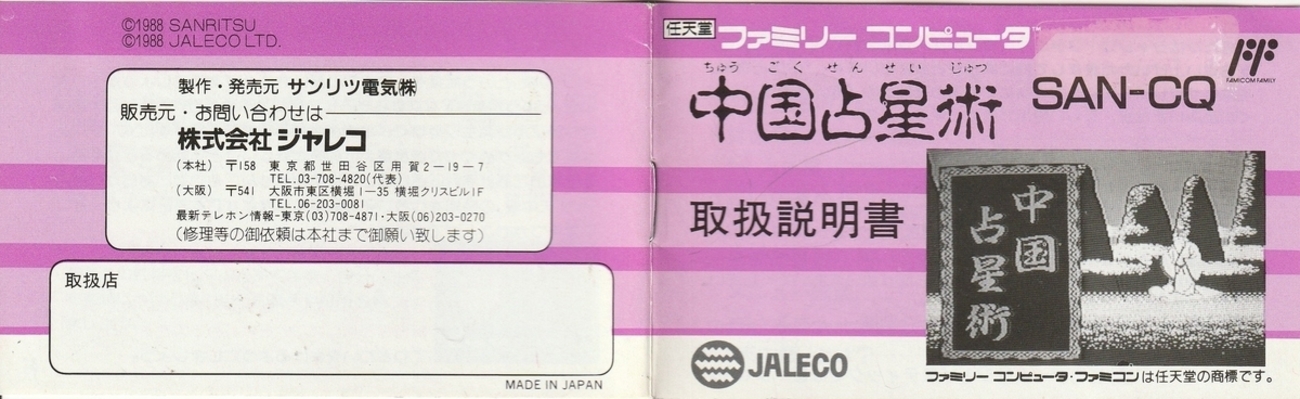 ©1988 SANRITSU
©1988 JALECO LTD.
製作・発売元 サンリツ電気㈱
販売元・お問い合わせは
株式会社 ジャレコ
(本社) 〒158 東京都世田谷区用賀2-19-7
TEL.03-708-4820(代表)
(大阪) 〒541 大阪市東区横堀1-35 横堀クリスビル1F
TEL.06-203-0081
最新テレホン情報-東京(03)708-4871・大阪(06)203-0270
(修理等の御依頼は本社まで御願い致します)
取扱店
MADE IN JAPAN
任天堂 ファミリー コンピュータ™
FAMICOM FAMILY
ちゅう ごく せん せい じゅつ
中国占星術 SAN-CQ
取扱説明書
中国
占星術
JALECO
ファミリー コンピュータ・ファミコンは任天堂の商標です。